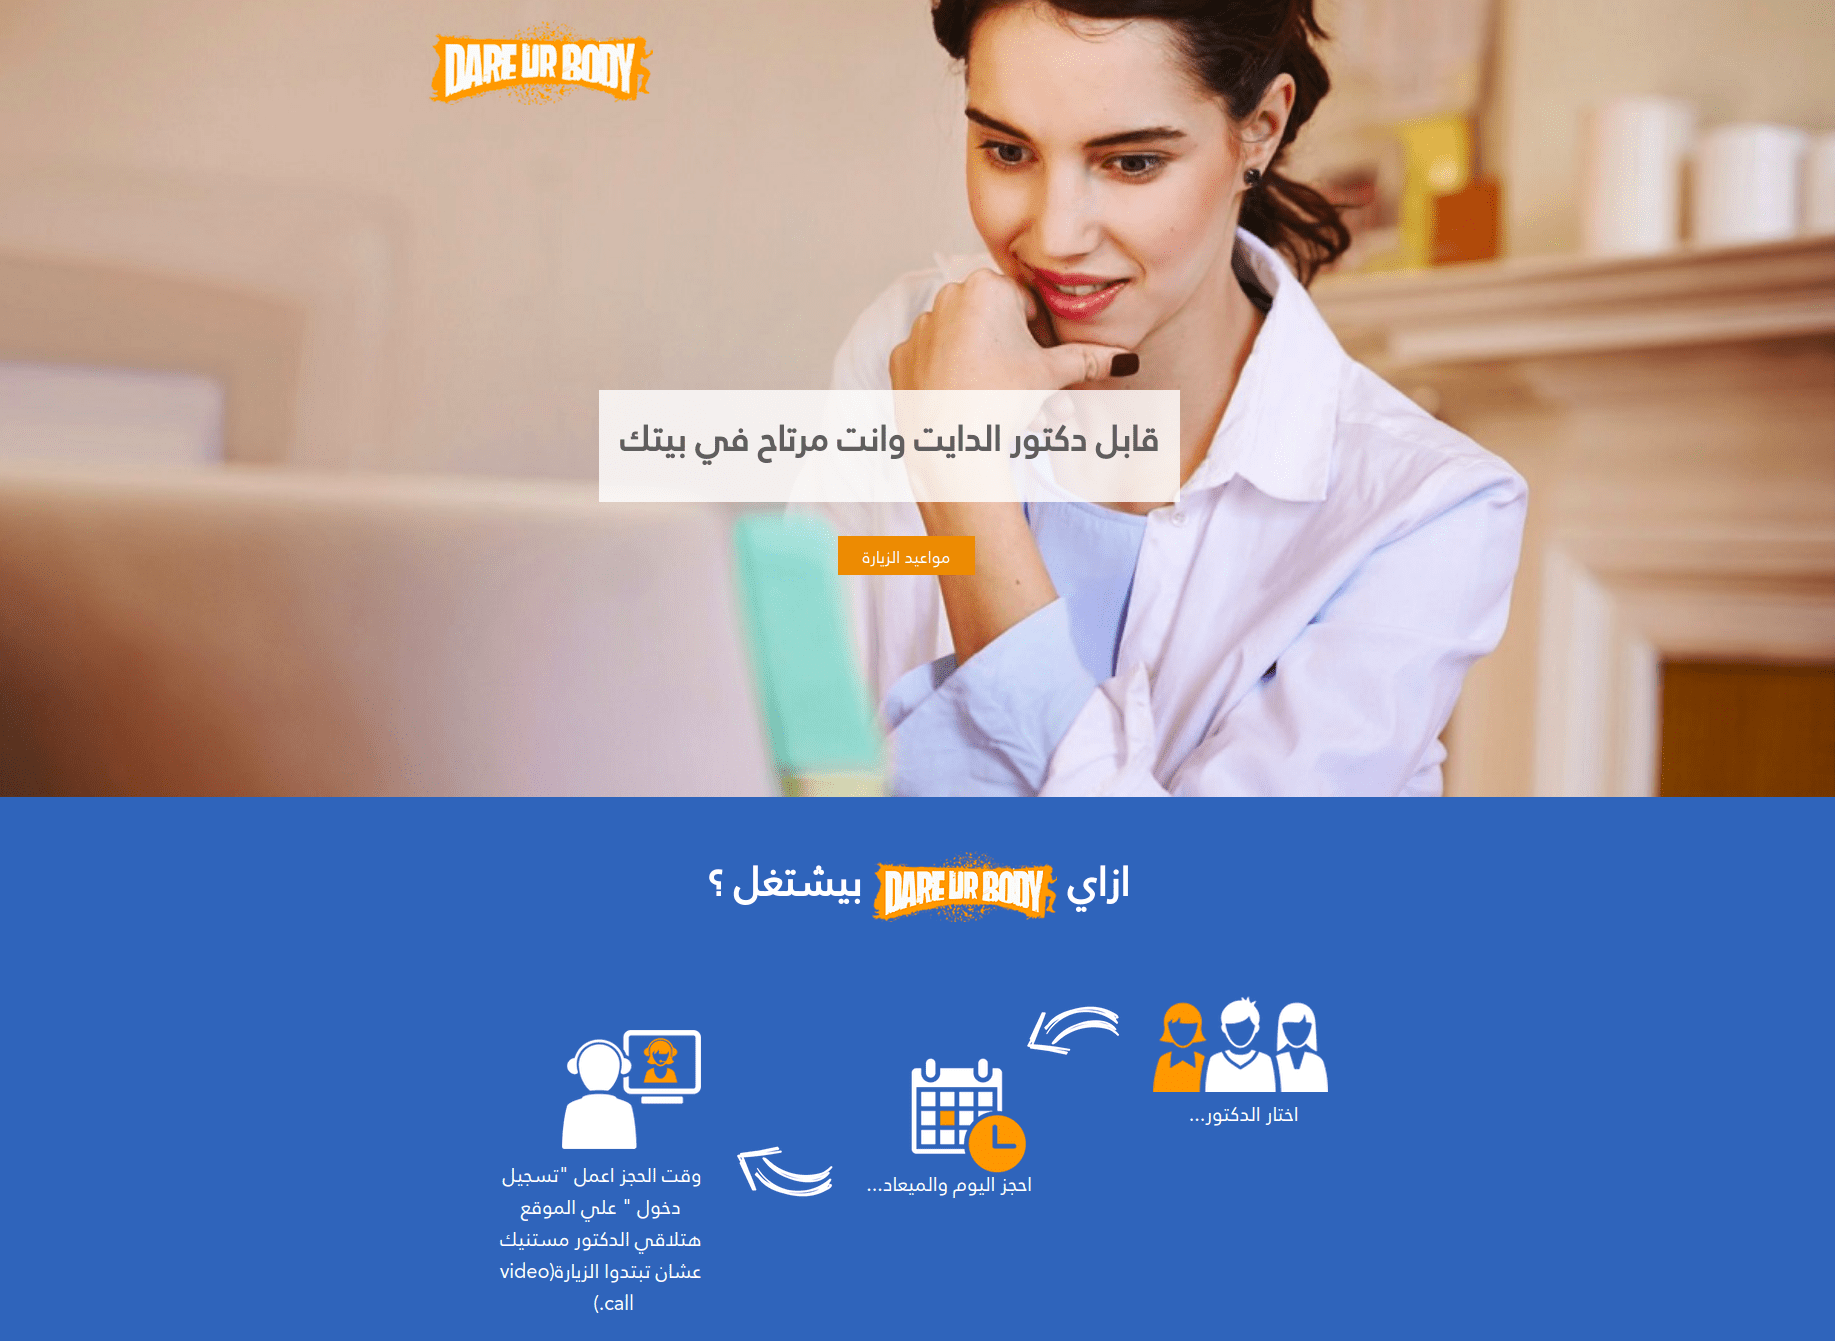 DARE UR BODY
قابل دكتور الدايت وانت مرتاح في بيتك
مواعيد الزيارة
ازاي DARE UR BODY بيشتغل ؟
اختار الدكتور...
احجز اليوم والميعاد...
وقت الحجز اعمل "تسجيل
دخول " علي الموقع
هتلاقي الدكتور مستنيك
عشان تبتدوا الزيارة(video
call.)